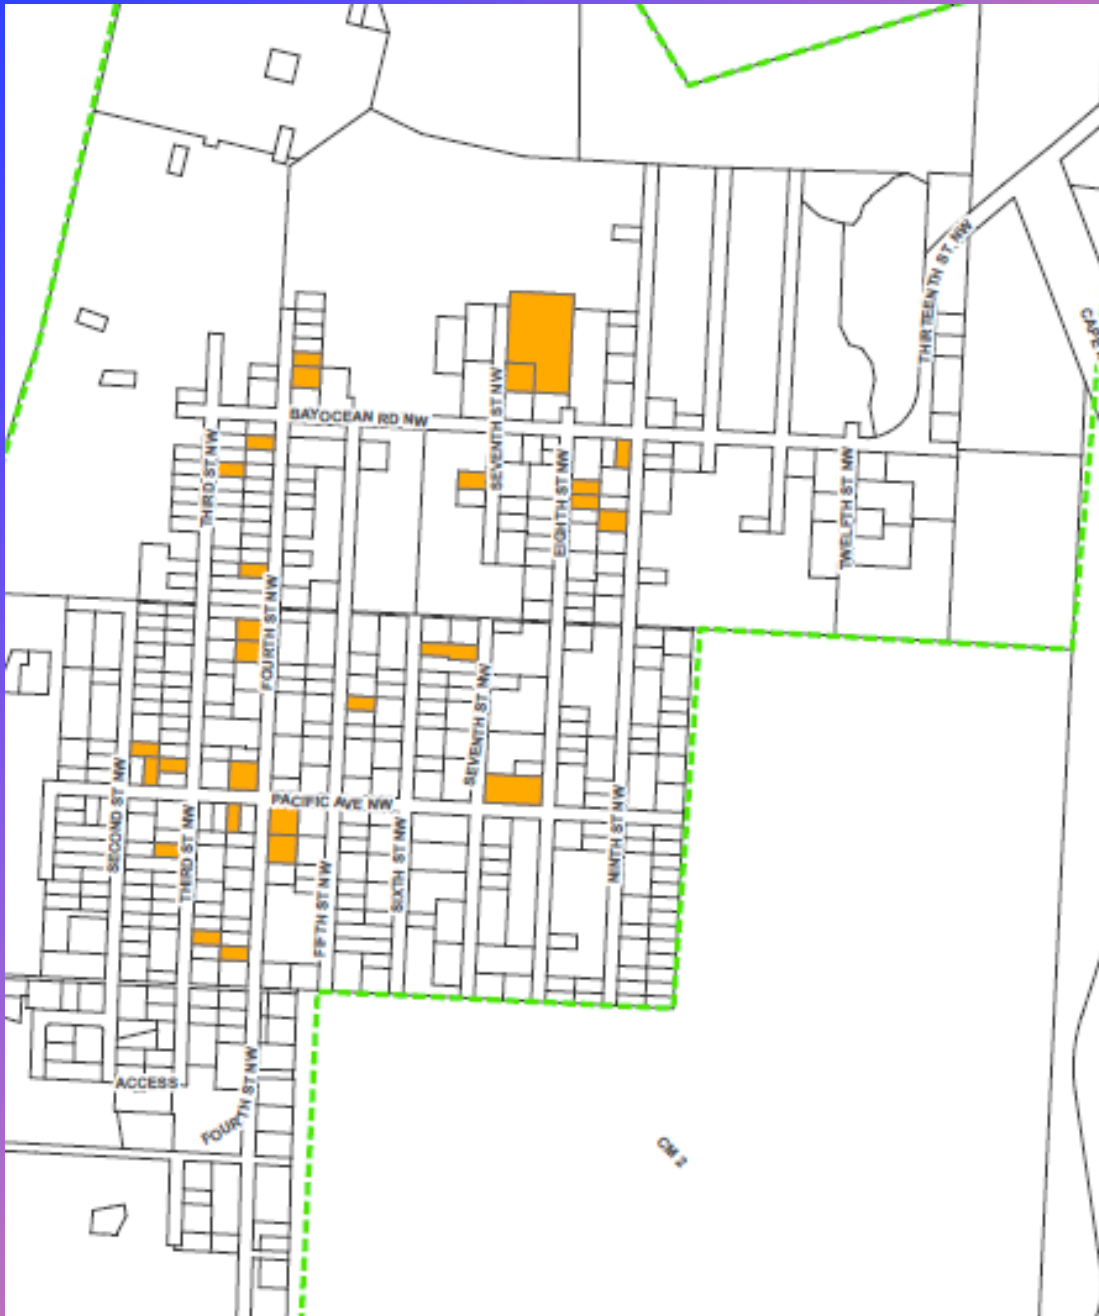 THIRTEENTH ST NW
BAYOCEAN RD NW
SEVENTH ST NW
THIRD ST NW
EIGHTH ST NW
TWELFTH ST NW
FOURTH ST NW
SEVENTH ST NW
SECOND ST NW
PACIFIC AVE NW
THIRD ST NW
SIXTH ST NW
NINTH ST NW
FIFTH ST NW
ACCESS
FOURTH ST NW
CM 2